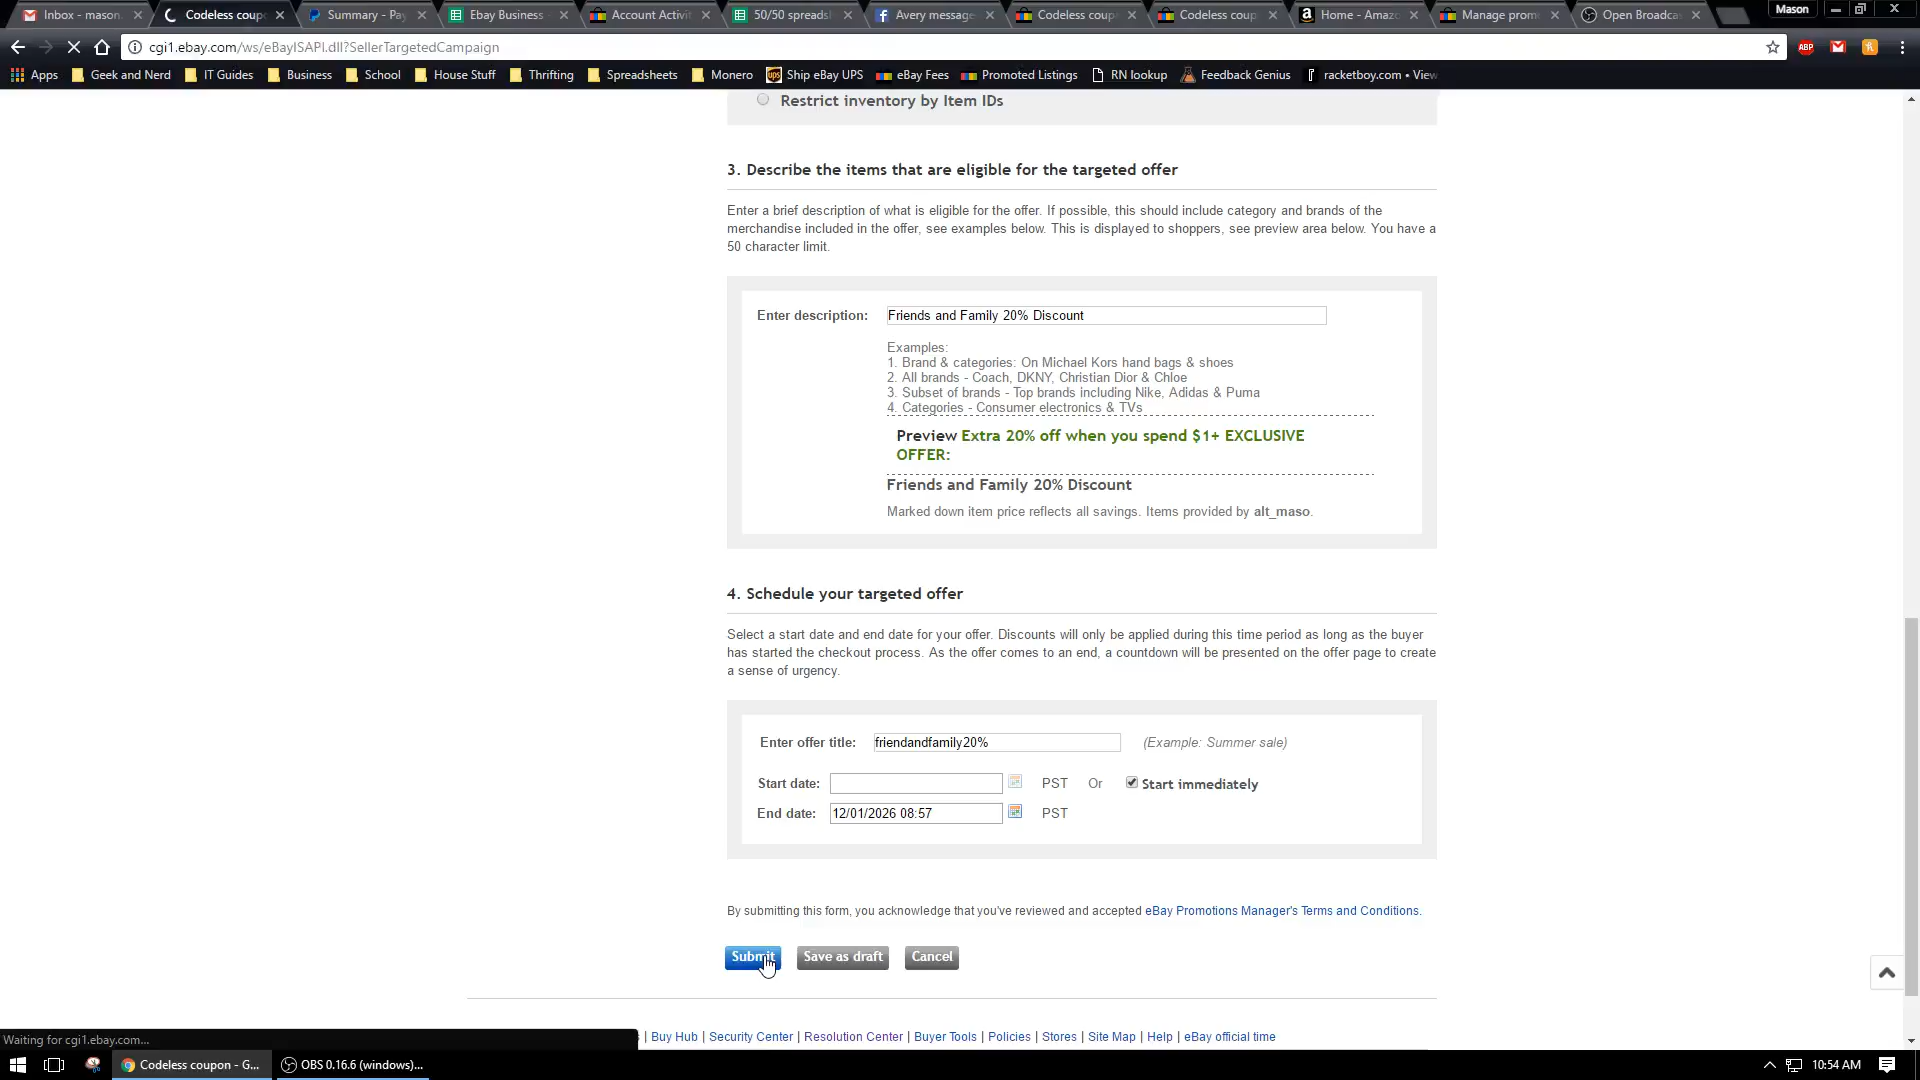 Inbox - mason.
Codeless coup
Summary - Pay
Ebay Business
Account Activi
50/50 spreads
Avery message
Codeless coup
Codeless coup
Home - Amaz
Manage prom
Open Broadca
Mason
cgi1.ebay.com/ws/eBayISAPI.dll?SellerTargetedCampaign
ABP
Apps
Geek and Nerd
IT Guides
Business
School
House Stuff
Thrifting
Spreadsheets
Monero
Ship eBay UPS
eBay Fees
Promoted Listings
RN lookup
Feedback Genius
racketboy.com • View
Restrict inventory by Item IDs
3. Describe the items that are eligible for the targeted offer
Enter a brief description of what is eligible for the offer. If possible, this should include category and brands of the
merchandise included in the offer, see examples below. This is displayed to shoppers, see preview area below. You have a
50 character limit.
Enter description: Friends and Family 20% Discount
Examples:
1. Brand & categories: On Michael Kors hand bags & shoes
2. All brands - Coach, DKNY, Christian Dior & Chloe
3. Subset of brands - Top brands including Nike, Adidas & Puma
4. Categories - Consumer electronics & TVs
Preview Extra 20% off when you spend $1+ EXCLUSIVE
OFFER:
Friends and Family 20% Discount
Marked down item price reflects all savings. Items provided by alt_maso.
4. Schedule your targeted offer
Select a start date and end date for your offer. Discounts will only be applied during this time period as long as the buyer
has started the checkout process. As the offer comes to an end, a countdown will be presented on the offer page to create
a sense of urgency.
Enter offer title: friendandfamily20% (Example: Summer sale)
Start date: PST Or Start immediately
End date: 12/01/2026 08:57 PST
By submitting this form, you acknowledge that you've reviewed and accepted eBay Promotions Manager's Terms and Conditions.
Submit Save as draft Cancel
| Buy Hub | Security Center | Resolution Center | Buyer Tools | Policies | Stores | Site Map | Help | eBay official time
Waiting for cgi1.ebay.com...
Codeless coupon - G...
OBS 0.16.6 (windows)...
10:54 AM